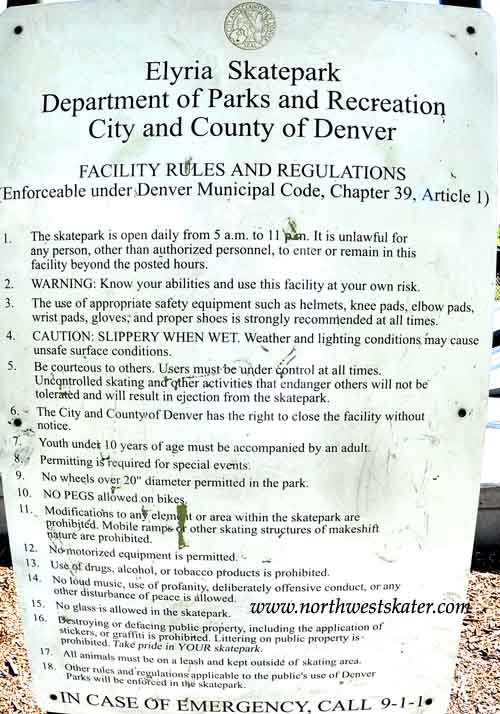 Elyria Skatepark
Department of Parks and Recreation
City and County of Denver
FACILITY RULES AND REGULATIONS
(Enforceable under Denver Municipal Code, Chapter 39, Article 1)
1. The skatepark is open daily from 5 a.m. to 11 p.m. It is unlawful for
any person, other than authorized personnel, to enter or remain in this
facility beyond the posted hours.
2. WARNING: Know your abilities and use this facility at your own risk.
3. The use of appropriate safety equipment such as helmets, knee pads, elbow pads,
wrist pads, gloves, and proper shoes is strongly recommended at all times.
4. CAUTION: SLIPPERY WHEN WET. Weather and lighting conditions may cause
unsafe surface conditions.
5. Be courteous to others. Users must be under control at all times.
Uncontrolled skating and other activities that endanger others will not be
tolerated and will result in ejection from the skatepark.
6. The City and County of Denver has the right to close the facility without
notice.
7. Youth under 10 years of age must be accompanied by an adult.
8. Permitting is required for special events.
9. No wheels over 20" diameter permitted in the park.
10. NO PEGS allowed on bikes.
11. Modifications to any element or area within the skatepark are
prohibited. Mobile ramps or other skating structures of makeshift
nature are prohibited.
12. No motorized equipment is permitted.
13. Use of drugs, alcohol, or tobacco products is prohibited.
14. No loud music, use of profanity, deliberately offensive conduct, or any
other disturbance of peace is allowed.
15. No glass is allowed in the skatepark.
www.northwestskater.com
16. Destroying or defacing public property, including the application of
stickers, or graffiti is prohibited. Littering on public property is
prohibited. Take pride in YOUR skatepark.
17. All animals must be on a leash and kept outside of skating area.
18. Other rules and regulations applicable to the public's use of Denver
Parks will be enforced in the skatepark.
IN CASE OF EMERGENCY, CALL 9-1-1